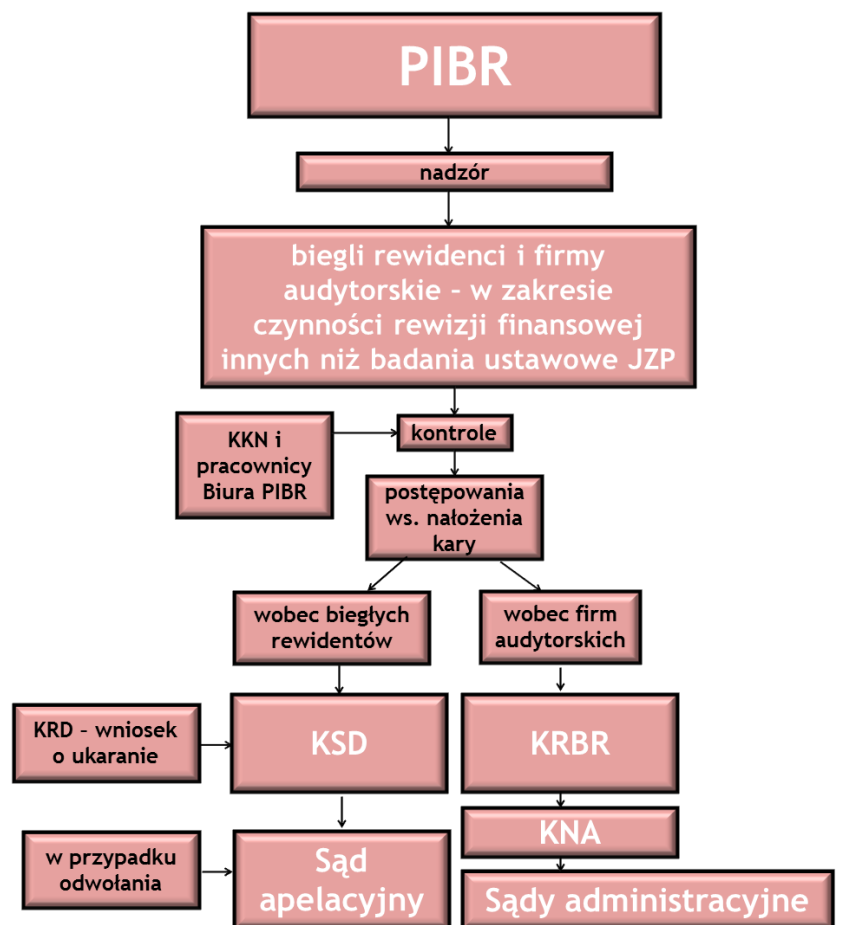 PIBR
nadzór
biegli rewidenci i firmy
audytorskie – w zakresie
czynności rewizji finansowej
innych niż badania ustawowe JZP
KKN i
pracownicy
Biura PIBR
kontrole
postępowania
ws. nałożenia
kary
wobec biegłych
rewidentów
wobec firm
audytorskich
KRD – wniosek
o ukaranie
KSD
KRBR
KNA
w przypadku
odwołania
Sąd
apelacyjny
Sądy administracyjne